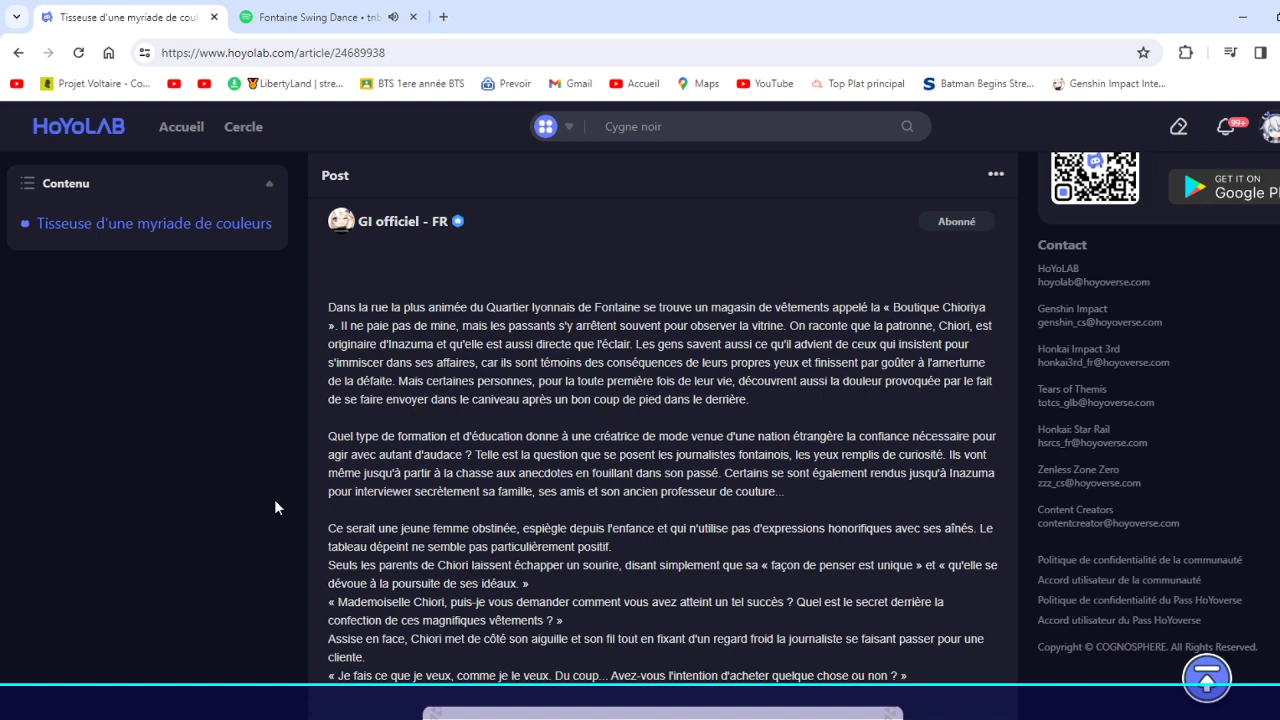 Tisseuse d'une myriade de coul
Fontaine Swing Dance • tnb
https://www.hoyolab.com/article/24689938
Projet Voltaire - Co...
LibertyLand | stre...
BTS 1ere année BTS
Prevoir
Gmail
Accueil
Maps
YouTube
Top Plat principal
Batman Begins Stre...
Genshin Impact Inte...
HoYoLAB
Accueil
Cercle
Cygne noir
99+
Contenu
Tisseuse d'une myriade de couleurs
Post
GI officiel - FR
Abonné
Dans la rue la plus animée du Quartier lyonnais de Fontaine se trouve un magasin de vêtements appelé la « Boutique Chioriya
». Il ne paie pas de mine, mais les passants s'y arrêtent souvent pour observer la vitrine. On raconte que la patronne, Chiori, est
originaire d'Inazuma et qu'elle est aussi directe que l'éclair. Les gens savent aussi ce qu'il advient de ceux qui insistent pour
s'immiscer dans ses affaires, car ils sont témoins des conséquences de leurs propres yeux et finissent par goûter à l'amertume
de la défaite. Mais certaines personnes, pour la toute première fois de leur vie, découvrent aussi la douleur provoquée par le fait
de se faire envoyer dans le caniveau après un bon coup de pied dans le derrière.
Quel type de formation et d'éducation donne à une créatrice de mode venue d'une nation étrangère la confiance nécessaire pour
agir avec autant d'audace ? Telle est la question que se posent les journalistes fontainois, les yeux remplis de curiosité. Ils vont
même jusqu'à partir à la chasse aux anecdotes en fouillant dans son passé. Certains se sont également rendus jusqu'à Inazuma
pour interviewer secrètement sa famille, ses amis et son ancien professeur de couture...
Ce serait une jeune femme obstinée, espiègle depuis l'enfance et qui n'utilise pas d'expressions honorifiques avec ses aînés. Le
tableau dépeint ne semble pas particulièrement positif.
Seuls les parents de Chiori laissent échapper un sourire, disant simplement que sa « façon de penser est unique » et « qu'elle se
dévoue à la poursuite de ses idéaux. »
« Mademoiselle Chiori, puis-je vous demander comment vous avez atteint un tel succès ? Quel est le secret derrière la
confection de ces magnifiques vêtements ? »
Assise en face, Chiori met de côté son aiguille et son fil tout en fixant d'un regard froid la journaliste se faisant passer pour une
cliente.
« Je fais ce que je veux, comme je le veux. Du coup... Avez-vous l'intention d'acheter quelque chose ou non ? »
GET IT ON
Google Pl
Contact
HoYoLAB
hoyolab@hoyoverse.com
Genshin Impact
genshin_cs@hoyoverse.com
Honkai Impact 3rd
honkai3rd_fr@hoyoverse.com
Tears of Themis
totcs_glb@hoyoverse.com
Honkai: Star Rail
hsrcs_fr@hoyoverse.com
Zenless Zone Zero
zzz_cs@hoyoverse.com
Content Creators
contentcreator@hoyoverse.com
Politique de confidentialité de la communauté
Accord utilisateur de la communauté
Politique de confidentialité du Pass HoYoverse
Accord utilisateur du Pass HoYoverse
Copyright © COGNOSPHERE. All Rights Reserved.